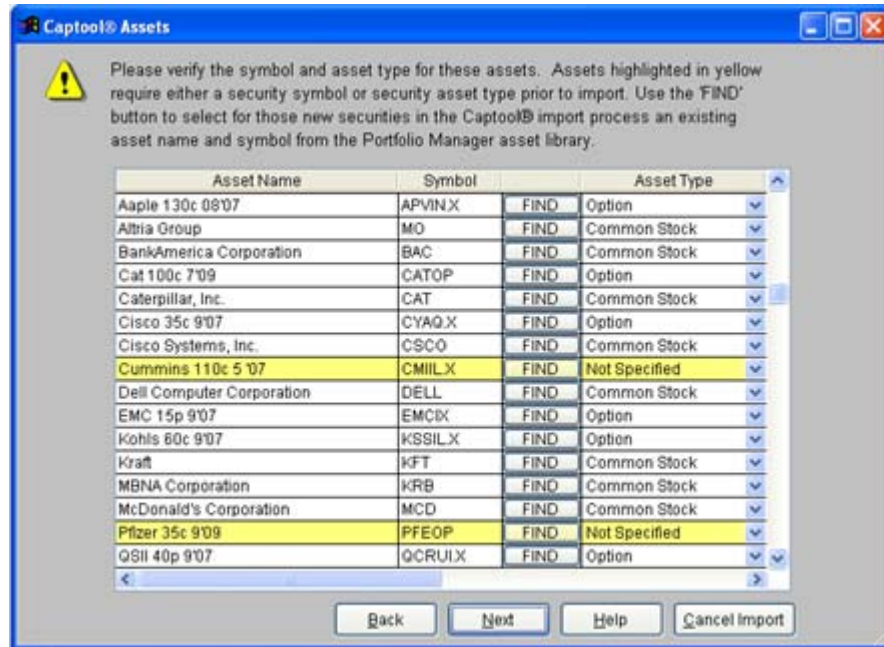 Captool® Assets
Please verify the symbol and asset type for these assets. Assets highlighted in yellow
require either a security symbol or security asset type prior to import. Use the 'FIND'
button to select for those new securities in the Captool® import process an existing
asset name and symbol from the Portfolio Manager asset library.
Asset Name Symbol Asset Type
Aaple 130c 08'07 APVIN.X FIND Option
Altria Group MO FIND Common Stock
BankAmerica Corporation BAC FIND Common Stock
Cat 100c 7'09 CATOP FIND Option
Caterpillar, Inc. CAT FIND Common Stock
Cisco 35c 9'07 CYAQ.X FIND Option
Cisco Systems, Inc. CSCO FIND Common Stock
Cummins 110c 5 '07 CMIIL.X FIND Not Specified
Dell Computer Corporation DELL FIND Common Stock
EMC 15p 9'07 EMCIX FIND Option
Kohls 60c 9'07 KSSIL.X FIND Option
Kraft KFT FIND Common Stock
MBNA Corporation KRB FIND Common Stock
McDonald's Corporation MCD FIND Common Stock
Pfizer 35c 9'09 PFEOP FIND Not Specified
QSII 40p 9'07 QCRUI.X FIND Option
Back Next Help Cancel Import